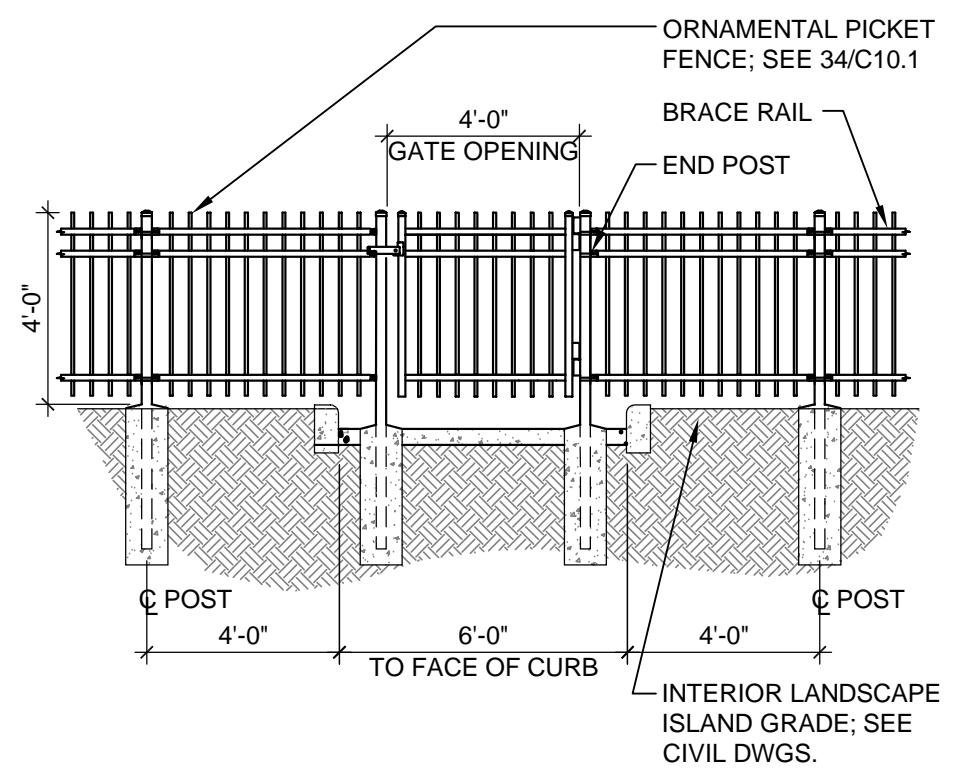 ORNAMENTAL PICKET
FENCE; SEE 34/C10.1
BRACE RAIL
4'-0"
GATE OPENING
END POST
4'-0"
℄ POST
℄ POST
4'-0"
6'-0"
4'-0"
TO FACE OF CURB
INTERIOR LANDSCAPE
ISLAND GRADE; SEE
CIVIL DWGS.